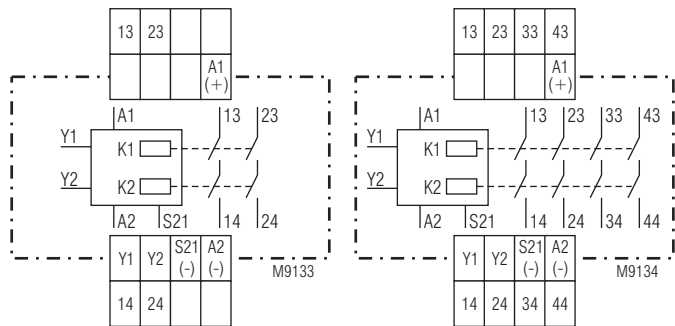 13 23
A1
(+)
A1 13 23
Y1 K1
Y2 K2
A2 S21 14 24
Y1 Y2 S21 A2
(-) (-)
14 24
M9133
13 23 33 43
A1
(+)
A1 13 23 33 43
Y1 K1
Y2 K2
A2 S21 14 24 34 44
Y1 Y2 S21 A2
(-) (-)
14 24 34 44
M9134